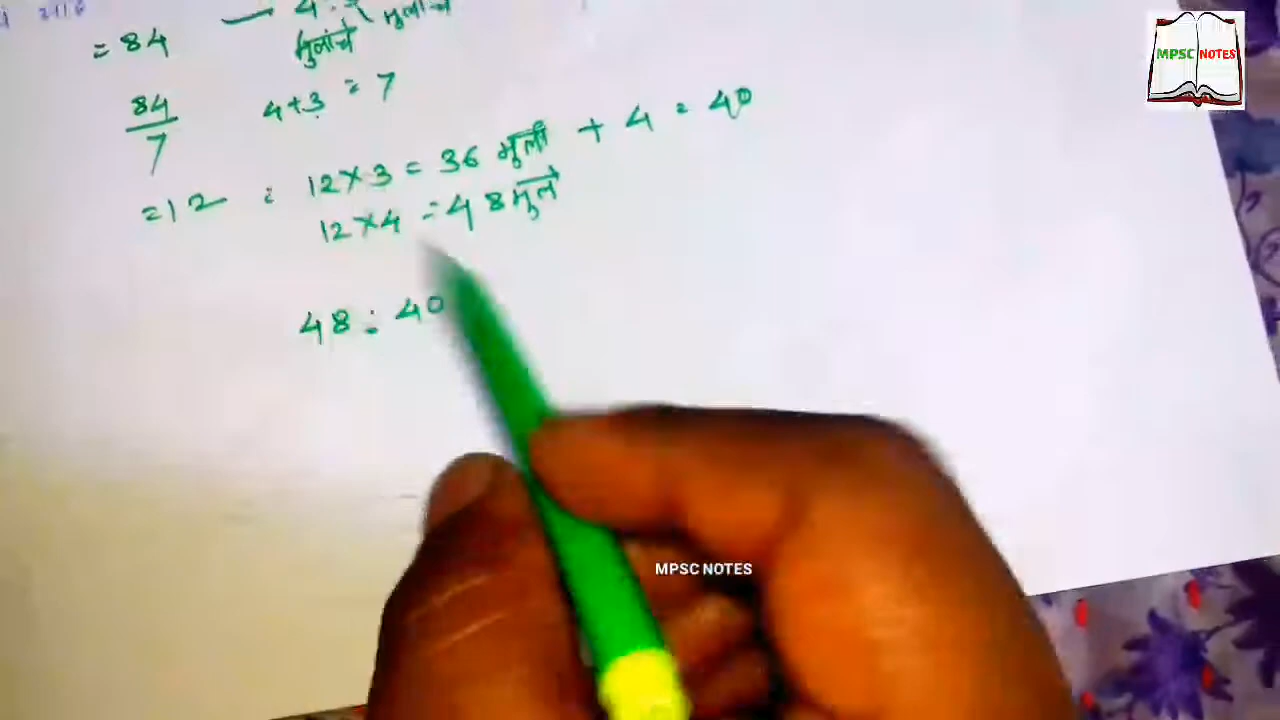 = 84 — 4 :
मुलांचे
84
7
4+3 = 7
=12 : 12×3 = 36 मुली + 4 = 40
12×4 = 48 मुले
48 : 40
MPSC NOTES
MPSC NOTES